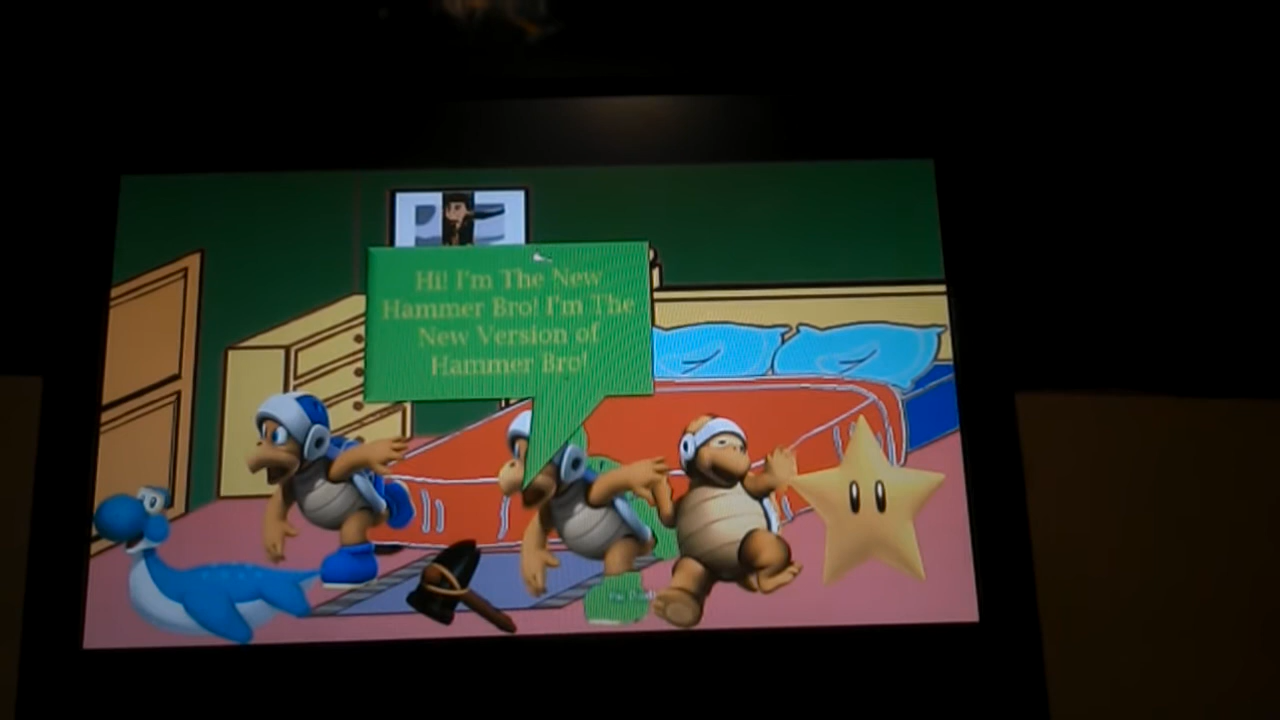 Hi! I'm The New
Hammer Bro! I'm The
New Version of
Hammer Bro!